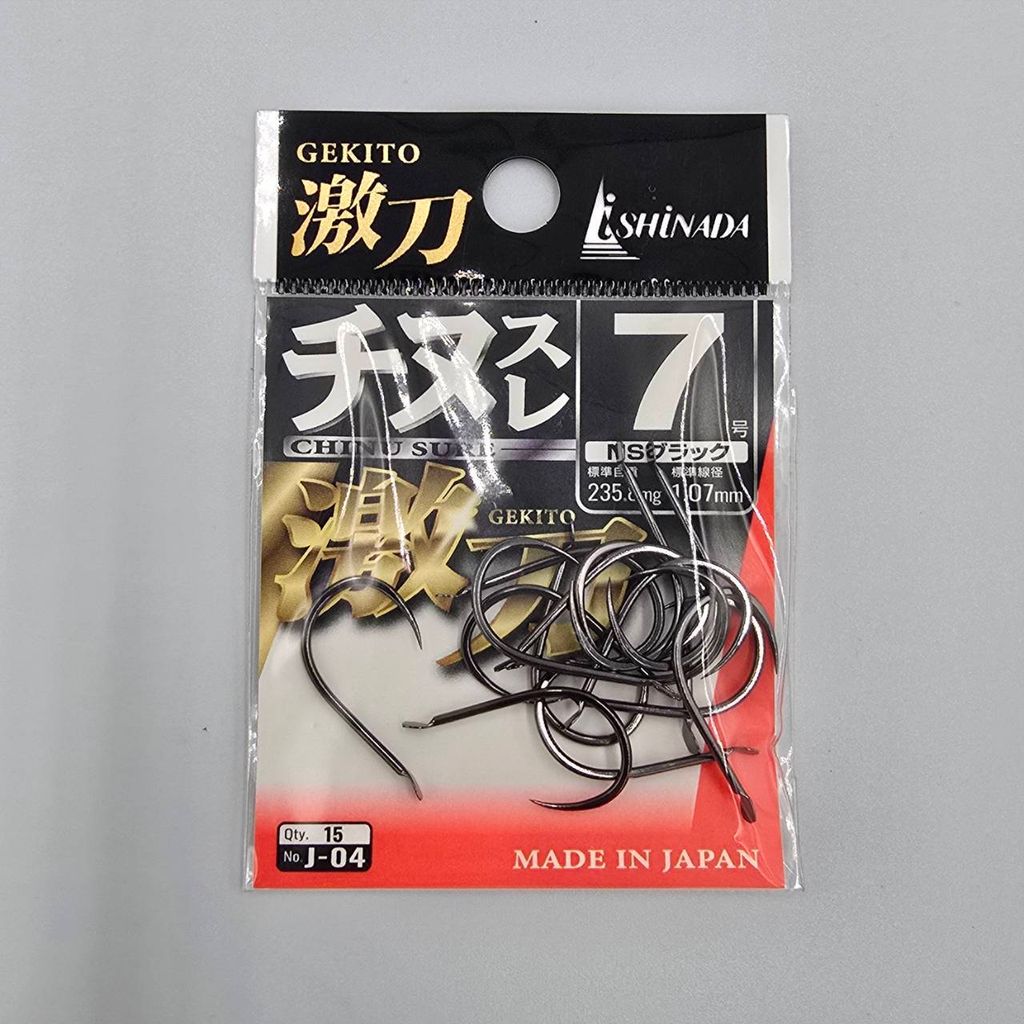 GEKITO
激刀
iSHiNADA
チヌスレ
CHINU SURE
7号
NSブラック
標準自重 標準線径
235.8mg 1.07mm
激刀
GEKITO
Qty. 15
No. J-04
MADE IN JAPAN